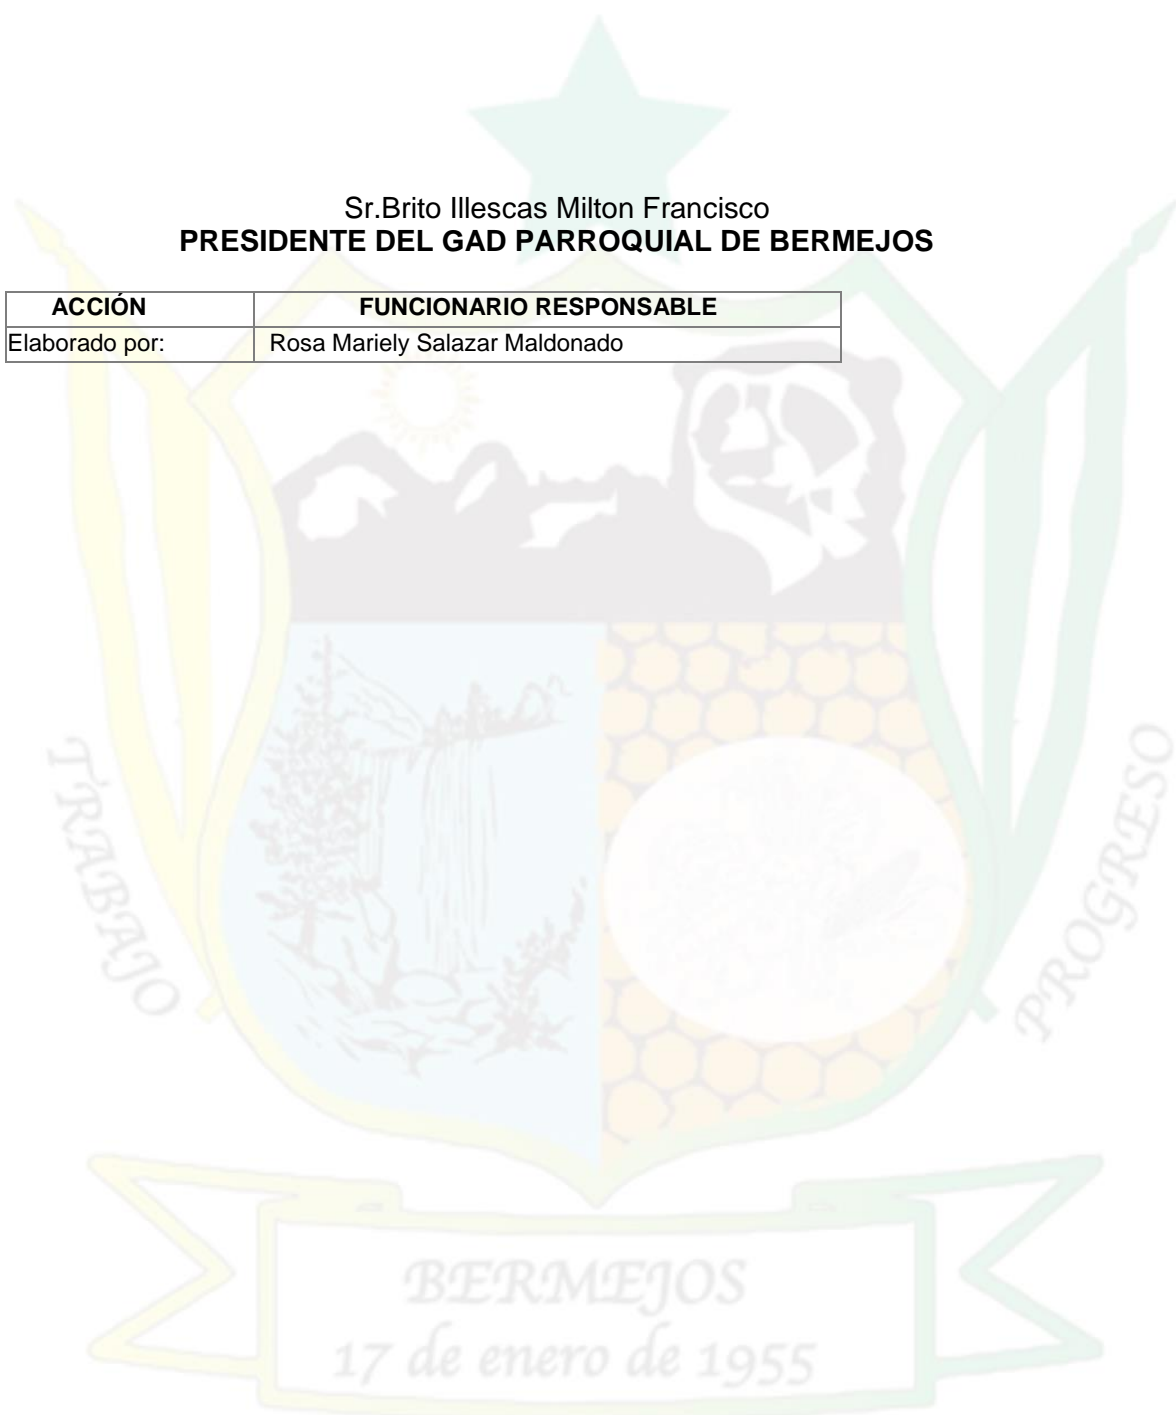 Sr.Brito Illescas Milton Francisco
PRESIDENTE DEL GAD PARROQUIAL DE BERMEJOS
ACCIÓN FUNCIONARIO RESPONSABLE
Elaborado por: Rosa Mariely Salazar Maldonado
TRABAJO
PROGRESO
BERMEJOS
17 de enero de 1955